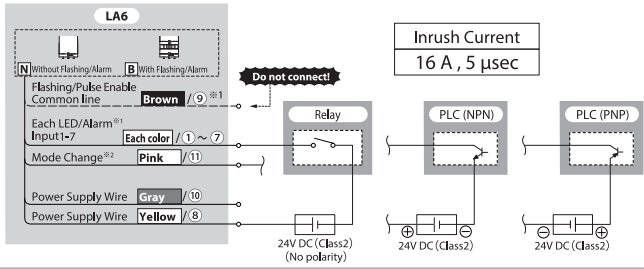 LA6
N Without Flashing/Alarm B With Flashing/Alarm
Flashing/Pulse Enable
Common line Brown / ⑨ ※1
Do not connect!
Each LED/Alarm※1
Input1-7 Each color / ① ～ ⑦
Mode Change※2 Pink / ⑪
Power Supply Wire Gray / ⑩
Power Supply Wire Yellow / ⑧
Inrush Current
16 A , 5 μsec
Relay
24V DC (Class2)
(No polarity)
PLC (NPN)
⊕ ⊖
24V DC (Class2)
PLC (PNP)
⊖ ⊕
24V DC (Class2)